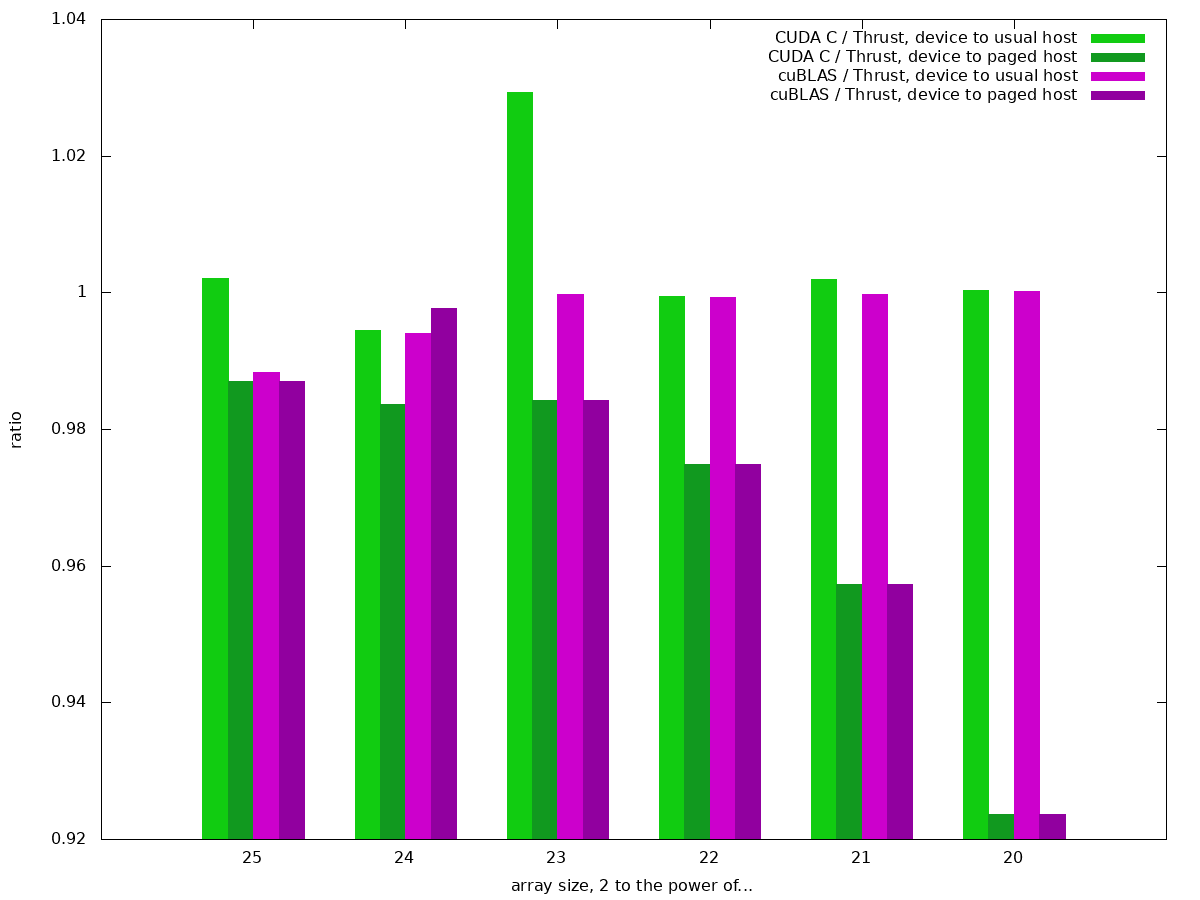 1.04
1.02
1
0.98
0.96
0.94
0.92
ratio
CUDA C / Thrust, device to usual host
CUDA C / Thrust, device to paged host
cuBLAS / Thrust, device to usual host
cuBLAS / Thrust, device to paged host
25 24 23 22 21 20
array size, 2 to the power of...